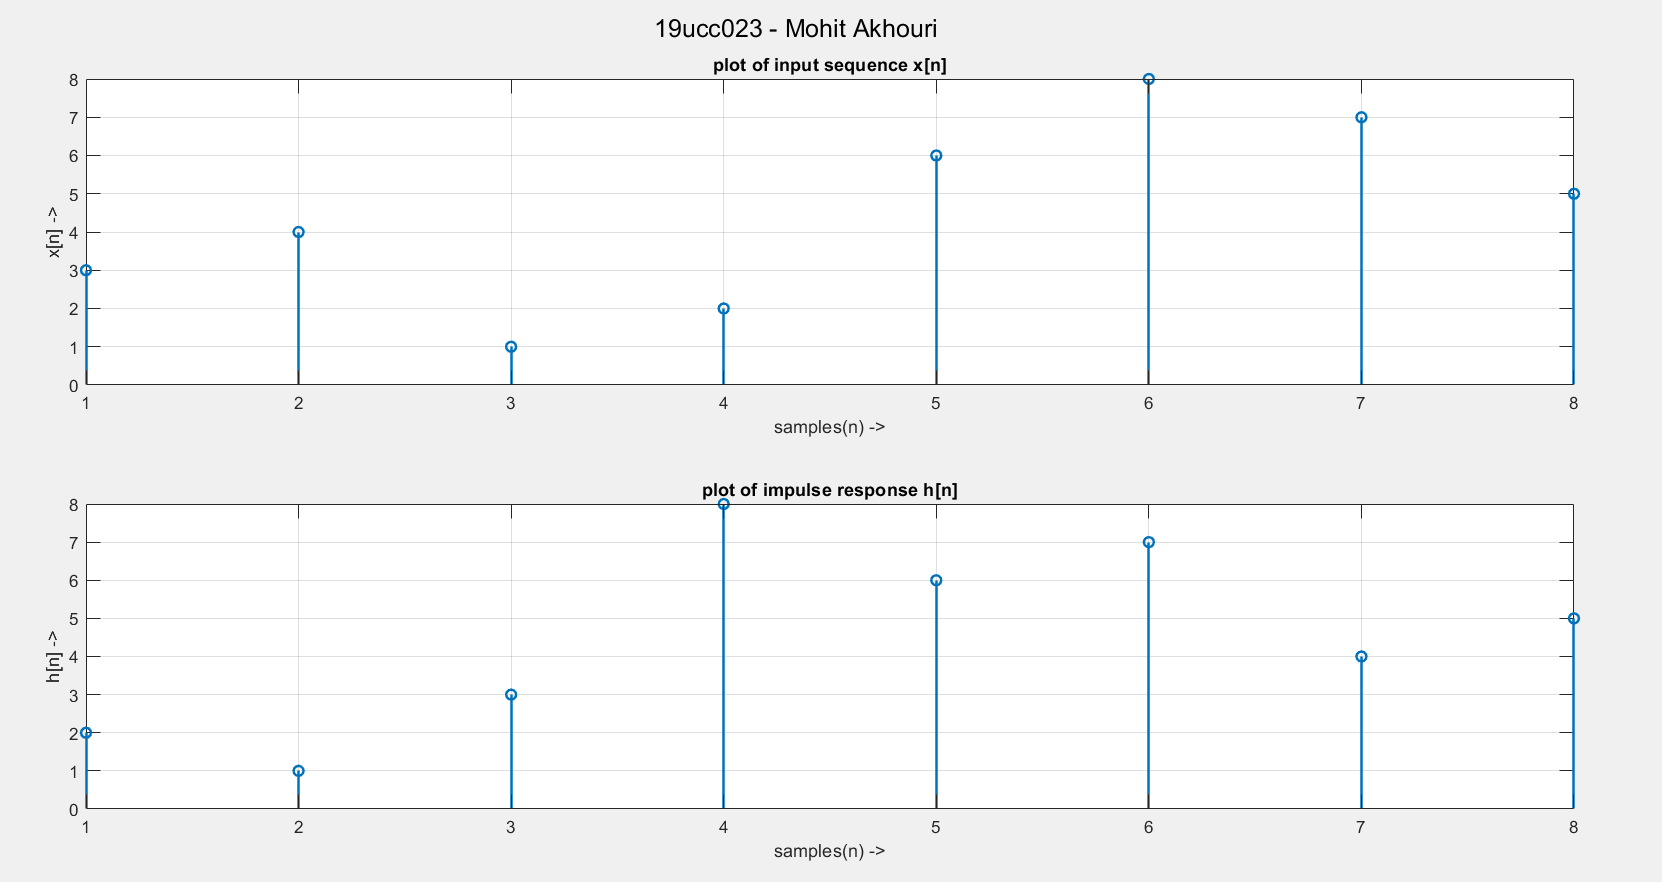 19ucc023 - Mohit Akhouri
plot of input sequence x[n]
8
7
6
5
4
3
2
1
0
x[n] ->
1 2 3 4 5 6 7 8
samples(n) ->
plot of impulse response h[n]
8
7
6
5
4
3
2
1
0
h[n] ->
1 2 3 4 5 6 7 8
samples(n) ->